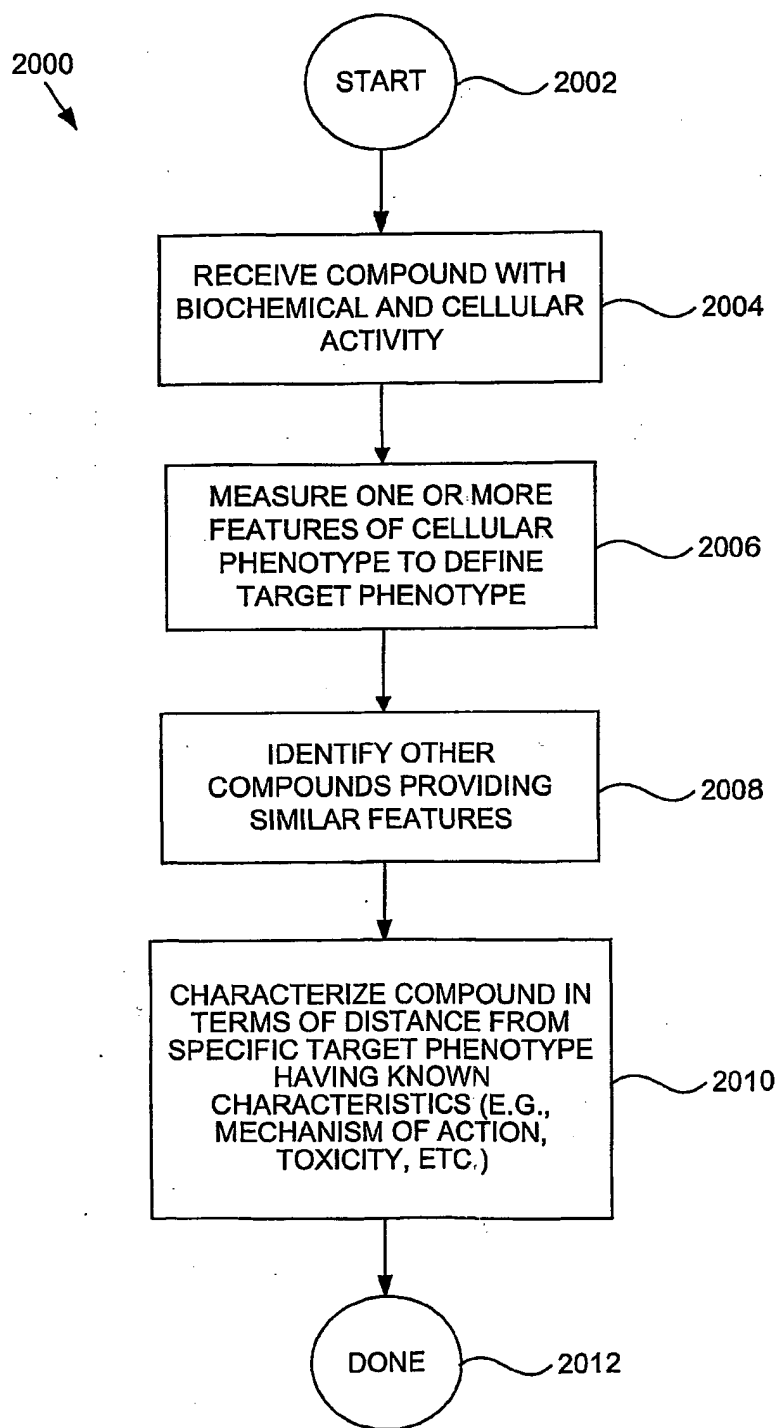 2000
START
2002
RECEIVE COMPOUND WITH
BIOCHEMICAL AND CELLULAR
ACTIVITY
2004
MEASURE ONE OR MORE
FEATURES OF CELLULAR
PHENOTYPE TO DEFINE
TARGET PHENOTYPE
2006
IDENTIFY OTHER
COMPOUNDS PROVIDING
SIMILAR FEATURES
2008
CHARACTERIZE COMPOUND IN
TERMS OF DISTANCE FROM
SPECIFIC TARGET PHENOTYPE
HAVING KNOWN
CHARACTERISTICS (E.G.,
MECHANISM OF ACTION,
TOXICITY, ETC.)
2010
DONE
2012